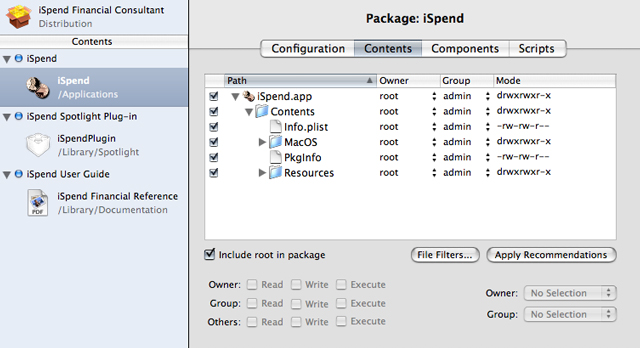 iSpend Financial Consultant
Distribution
Contents
iSpend
iSpend
/Applications
iSpend Spotlight Plug-in
iSpendPlugin
/Library/Spotlight
iSpend User Guide
PDF
iSpend Financial Reference
/Library/Documentation
Package: iSpend
Configuration Contents Components Scripts
Path Owner Group Mode
iSpend.app root admin drwxrwxr-x
Contents root admin drwxrwxr-x
Info.plist root admin -rw-rw-r--
MacOS root admin drwxrwxr-x
PkgInfo root admin -rw-rw-r--
Resources root admin drwxrwxr-x
Include root in package File Filters... Apply Recommendations
Owner: Read Write Execute
Group: Read Write Execute
Others: Read Write Execute
Owner: No Selection
Group: No Selection